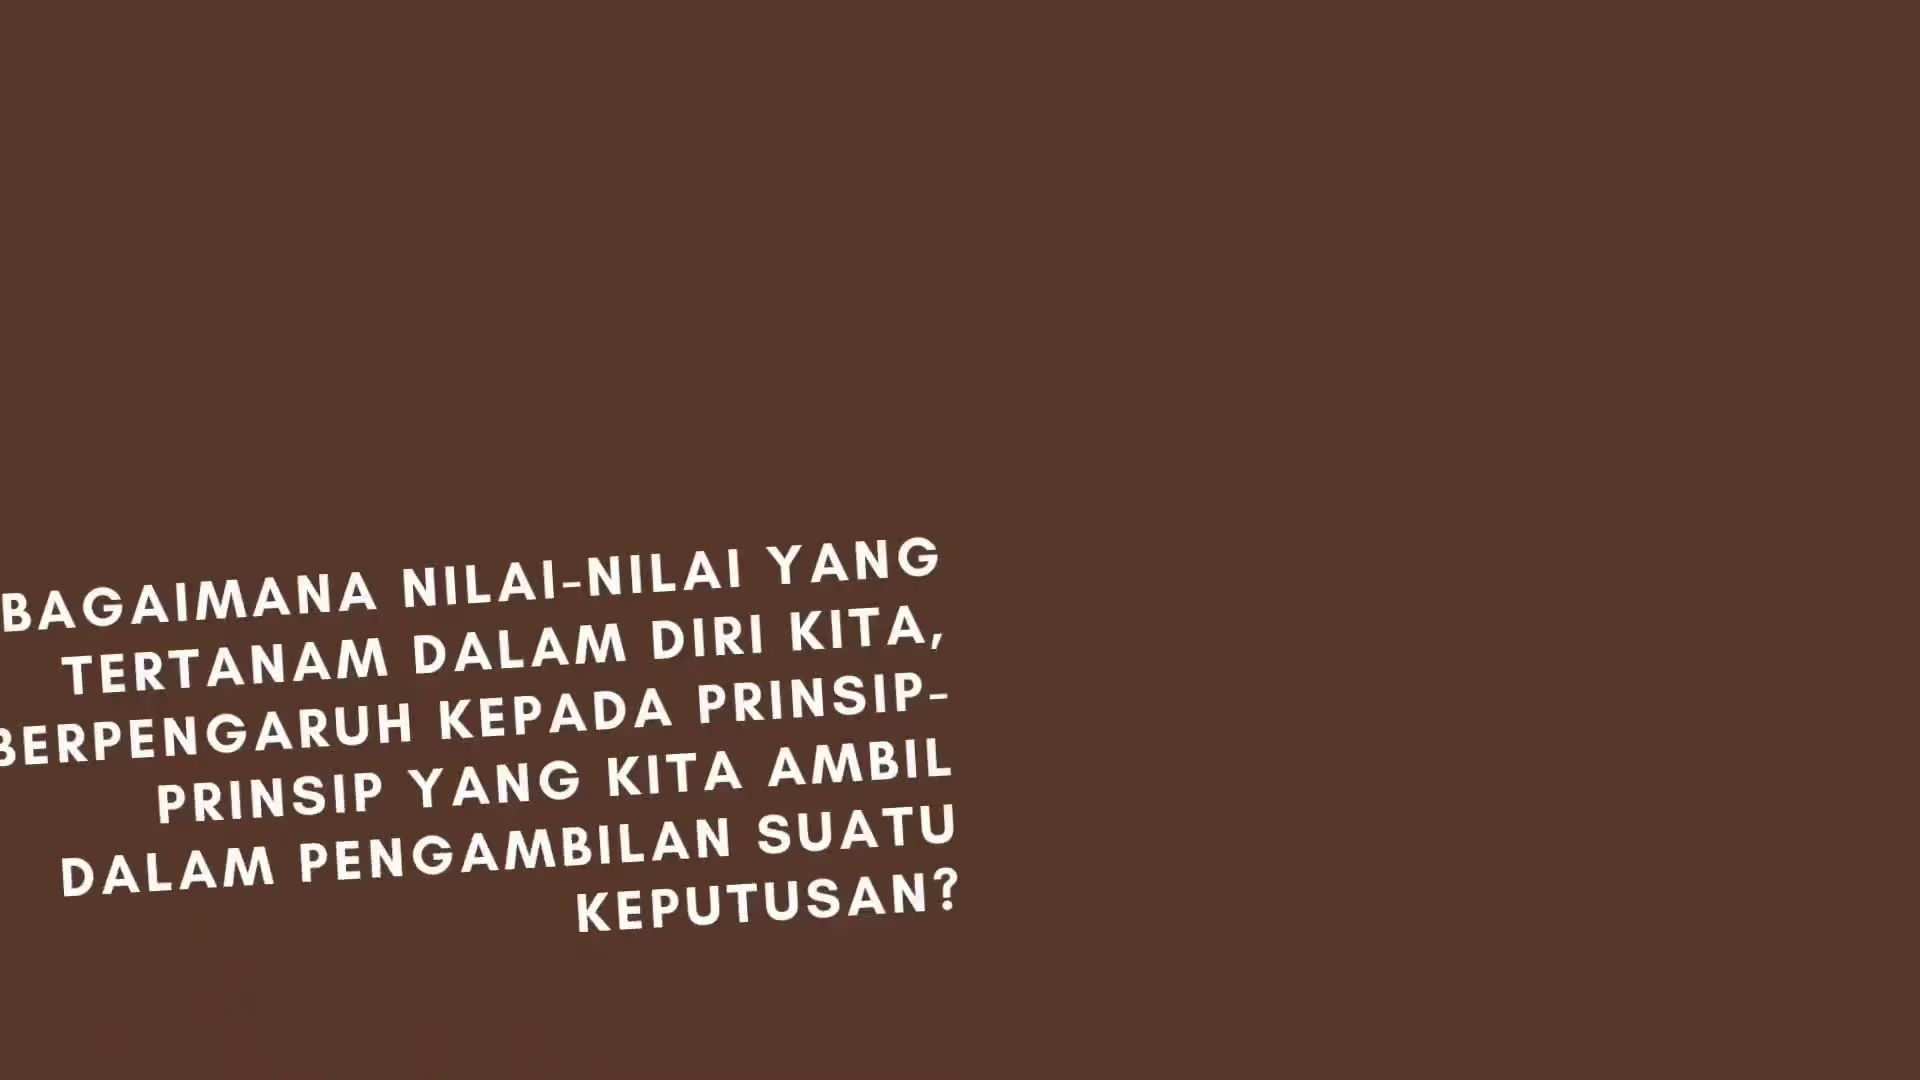 BAGAIMANA NILAI-NILAI YANG
TERTANAM DALAM DIRI KITA,
BERPENGARUH KEPADA PRINSIP-
PRINSIP YANG KITA AMBIL
DALAM PENGAMBILAN SUATU
KEPUTUSAN?